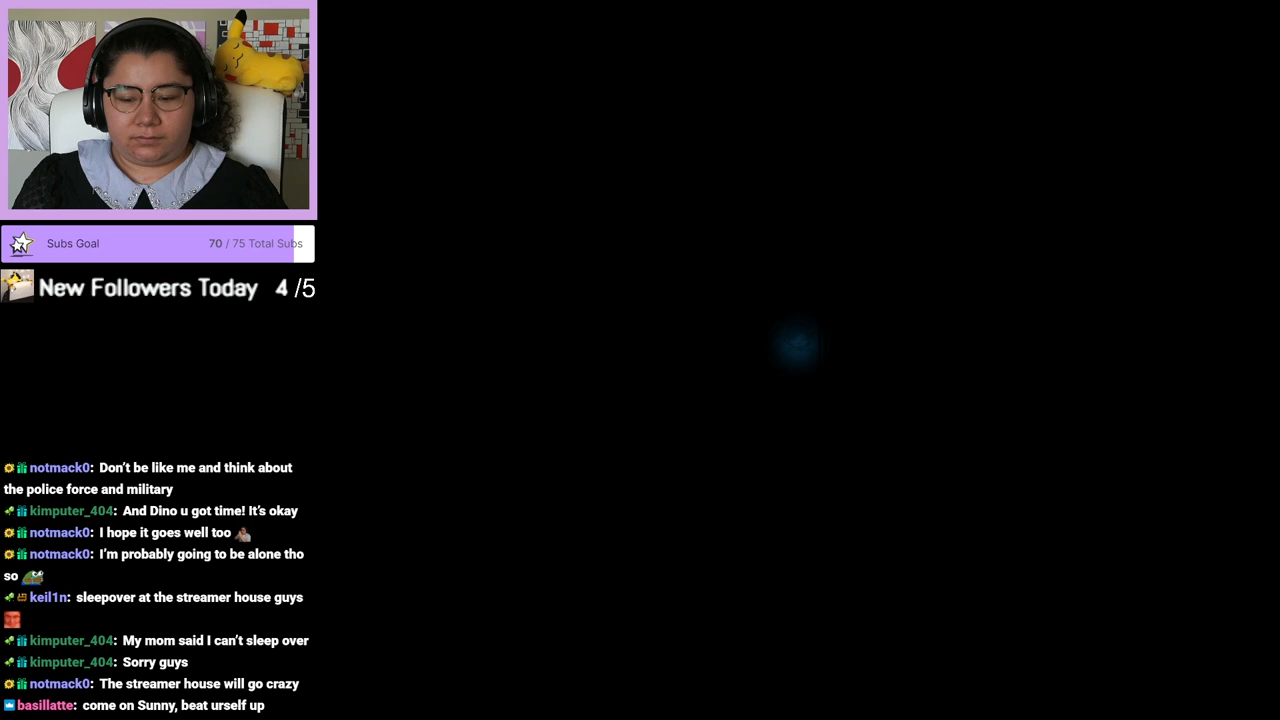 Subs Goal 70 / 75 Total Subs
New Followers Today 4 /5
notmack0: Don't be like me and think about
the police force and military
kimputer_404: And Dino u got time! It's okay
notmack0: I hope it goes well too
notmack0: I'm probably going to be alone tho
so
keil1n: sleepover at the streamer house guys
kimputer_404: My mom said I can't sleep over
kimputer_404: Sorry guys
notmack0: The streamer house will go crazy
basillatte: come on Sunny, beat urself up